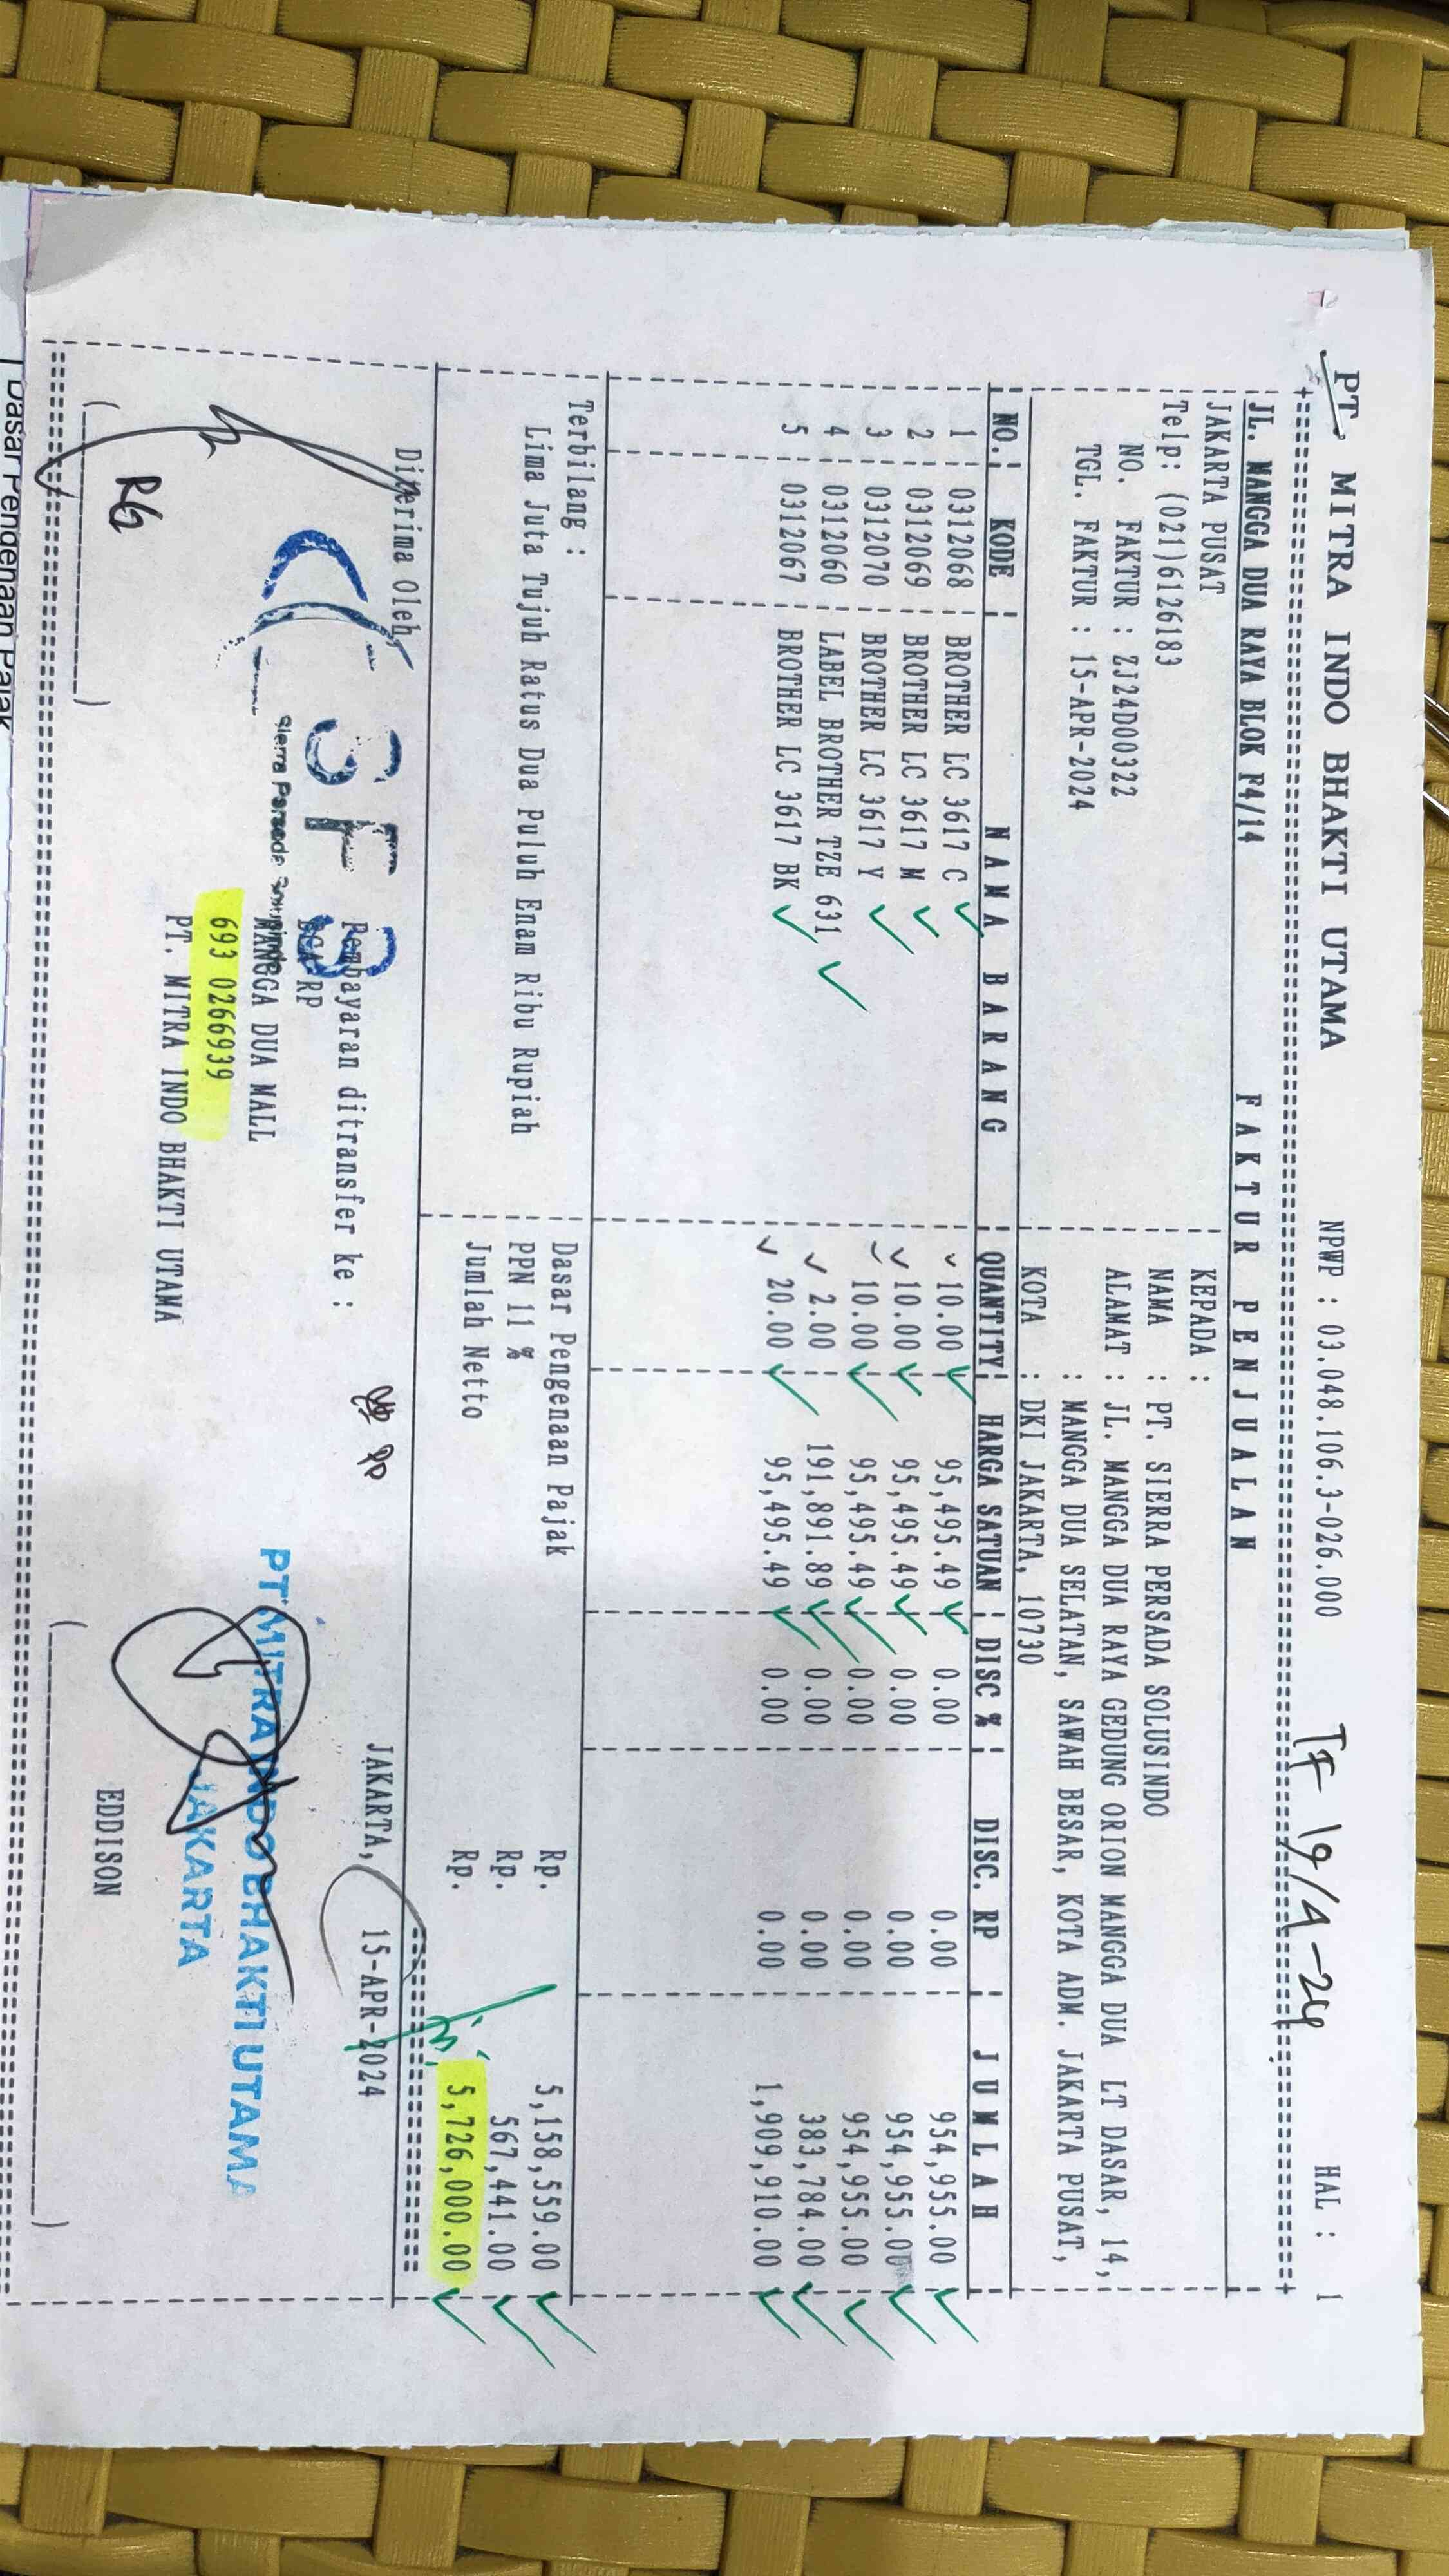 PT. MITRA INDO BHAKTI UTAMA NPWP : 03.048.106.3-026.000 TF 19/4-24 HAL : 1
F A K T U R P E N J U A L A N
JL. MANGGA DUA RAYA BLOK F4/14
JAKARTA PUSAT
Telp: (021)6126183
NO. FAKTUR : ZJ24D00322
TGL. FAKTUR : 15-APR-2024
KEPADA :
NAMA : PT. SIERRA PERSADA SOLUSINDO
ALAMAT : JL. MANGGA DUA RAYA GEDUNG ORION MANGGA DUA LT DASAR, 14,
: MANGGA DUA SELATAN, SAWAH BESAR, KOTA ADM. JAKARTA PUSAT,
KOTA : DKI JAKARTA, 10730
NO. KODE N A M A B A R A N G QUANTITY HARGA SATUAN DISC % DISC. RP J U M L A H
1 0312068 BROTHER LC 3617 C 10.00 95,495.49 0.00 0.00 954,955.00
2 0312069 BROTHER LC 3617 M 10.00 95,495.49 0.00 0.00 954,955.00
3 0312070 BROTHER LC 3617 Y 10.00 95,495.49 0.00 0.00 954,955.00
4 0312060 LABEL BROTHER TZE 631 2.00 191,891.89 0.00 0.00 383,784.00
5 0312067 BROTHER LC 3617 BK 20.00 95,495.49 0.00 0.00 1,909,910.00
Terbilang :
Lima Juta Tujuh Ratus Dua Puluh Enam Ribu Rupiah
Dasar Pengenaan Pajak Rp. 5,158,559.00
PPN 11 % Rp. 567,441.00
Jumlah Netto Rp. 5,726,000.00
Diterima Oleh
Pembayaran ditransfer ke :
BCA RP
MANGGA DUA MALL
693 0266939
PT. MITRA INDO BHAKTI UTAMA
Sierra Persada Solusindo
JAKARTA, 15-APR-2024
PT MITRA INDO BHAKTI UTAMA
JAKARTA
EDDISON
Dasar Pengenaan Pajak